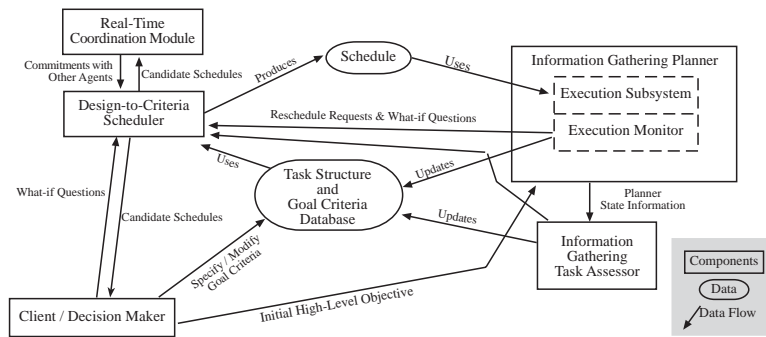 Real-Time
Coordination Module
Schedule
Information Gathering Planner
Commitments with
Other Agents
Candidate Schedules
Produces
Uses
Execution Subsystem
Design-to-Criteria
Scheduler
Reschedule Requests & What-if Questions
Execution Monitor
Uses
Task Structure
and
Goal Criteria
Database
Updates
What-if Questions
Candidate Schedules
Planner
State Information
Updates
Specify / Modify
Goal Criteria
Information
Gathering
Task Assessor
Components
Data
Data Flow
Client / Decision Maker
Initial High-Level Objective